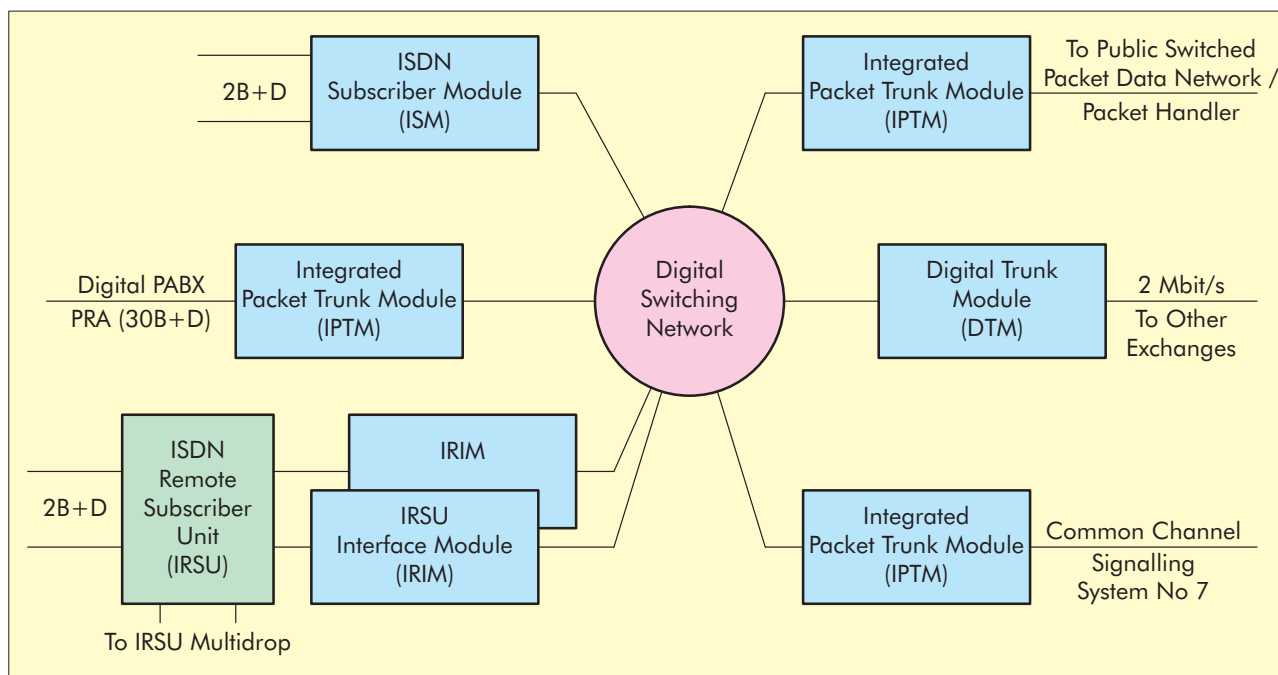 2B+D
ISDN
Subscriber Module
(ISM)
Integrated
Packet Trunk Module
(IPTM)
To Public Switched
Packet Data Network /
Packet Handler
Digital PABX
PRA (30B+D)
Integrated
Packet Trunk Module
(IPTM)
Digital
Switching
Network
Digital Trunk
Module
(DTM)
2 Mbit/s
To Other
Exchanges
2B+D
ISDN
Remote
Subscriber
Unit
(IRSU)
IRIM
IRSU
Interface Module
(IRIM)
To IRSU Multidrop
Integrated
Packet Trunk Module
(IPTM)
Common Channel
Signalling
System No 7